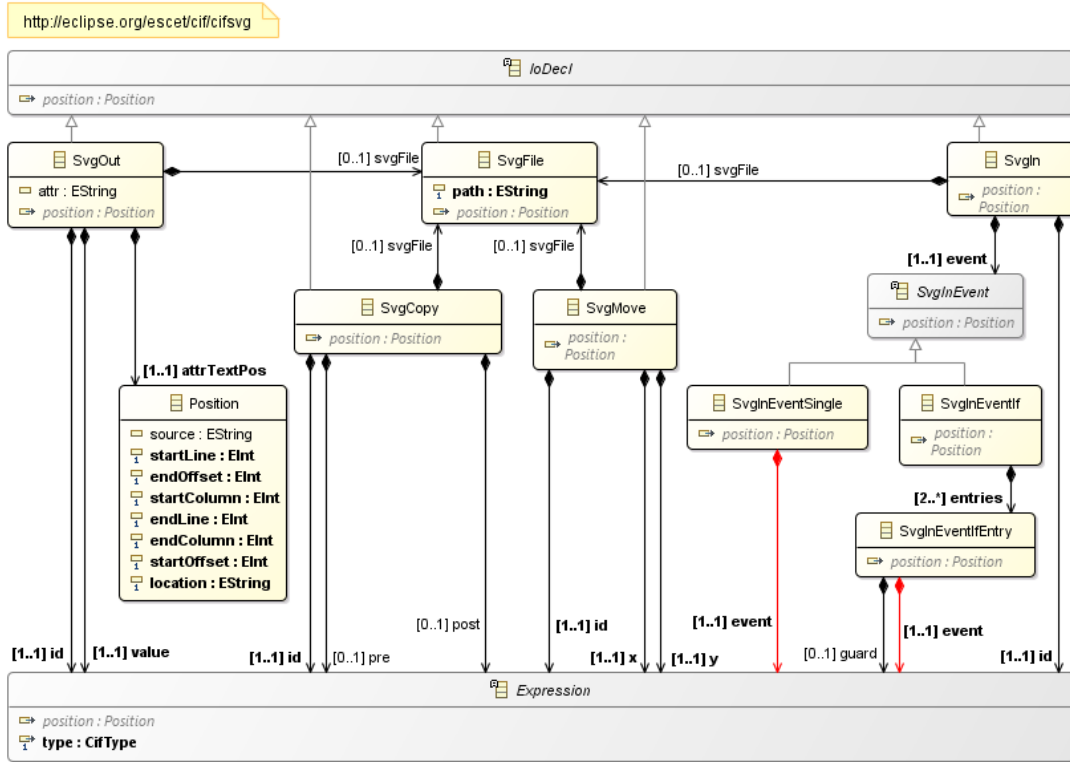 http://eclipse.org/escet/cif/cifsvg
IoDecl
position : Position
SvgOut
attr : EString
position : Position
[0..1] svgFile
SvgFile
path : EString
position : Position
[0..1] svgFile
SvgIn
position :
Position
[0..1] svgFile
[0..1] svgFile
[1..1] event
SvgInEvent
position : Position
SvgCopy
position : Position
SvgMove
position :
Position
[1..1] attrTextPos
Position
source : EString
startLine : EInt
endOffset : EInt
startColumn : EInt
endLine : EInt
endColumn : EInt
startOffset : EInt
location : EString
SvgInEventSingle
position : Position
SvgInEventIf
position :
Position
[2..*] entries
SvgInEventIfEntry
position : Position
[1..1] id
[1..1] value
[1..1] id
[0..1] pre
[0..1] post
[1..1] id
[1..1] x
[1..1] y
[1..1] event
[0..1] guard
[1..1] event
[1..1] id
Expression
position : Position
type : CifType